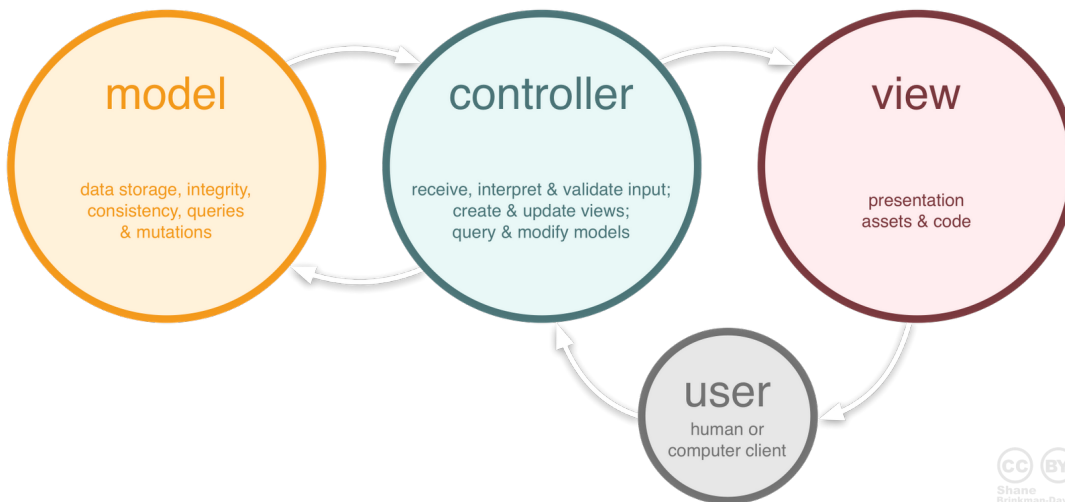 model
data storage, integrity,
consistency, queries
& mutations
controller
receive, interpret & validate input;
create & update views;
query & modify models
view
presentation
assets & code
user
human or
computer client
CC BY
Shane